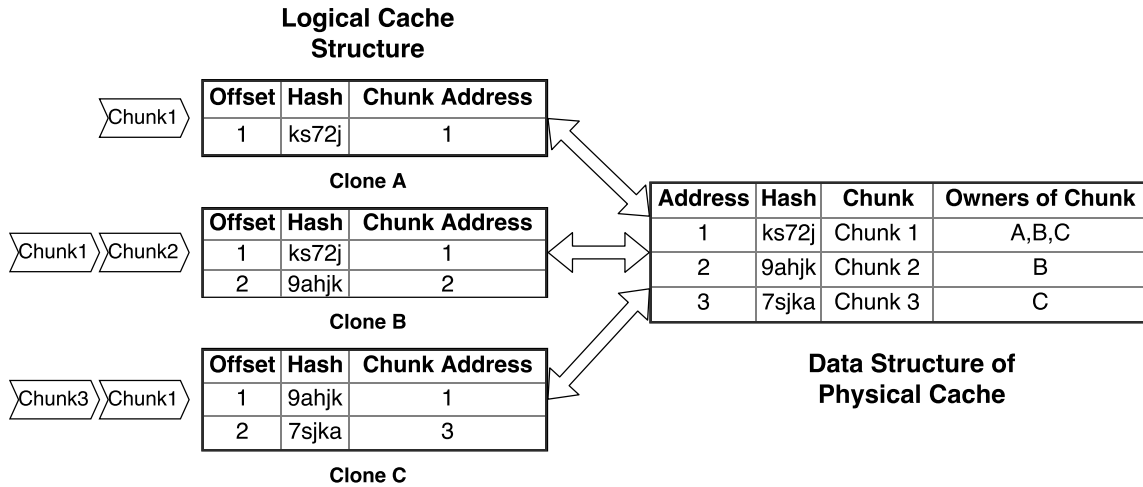 Logical Cache
Structure
Chunk1
Offset Hash Chunk Address
1 ks72j 1
Clone A
Chunk1 Chunk2
Offset Hash Chunk Address
1 ks72j 1
2 9ahjk 2
Clone B
Chunk3 Chunk1
Offset Hash Chunk Address
1 9ahjk 1
2 7sjka 3
Clone C
Address Hash Chunk Owners of Chunk
1 ks72j Chunk 1 A,B,C
2 9ahjk Chunk 2 B
3 7sjka Chunk 3 C
Data Structure of
Physical Cache